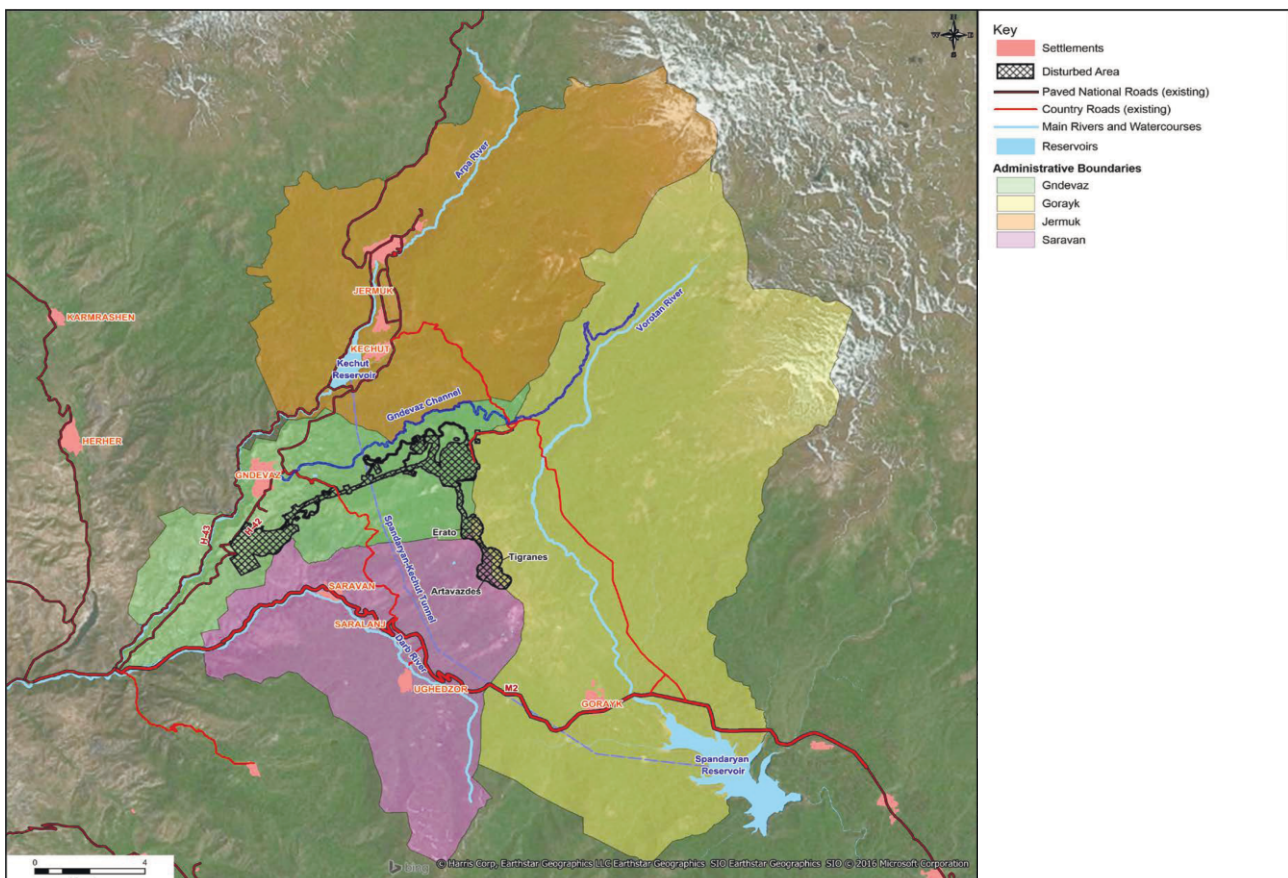 N
W
E
S
Arpa River
JERMUK
KARMRASHEN
KECHUT
Kechut
Reservoir
Vorotan River
Gndevaz Channel
HERHER
GNDEVAZ
H-43
H-42
Spandaryan-Kechut Tunnel
Erato
Tigranes
Artavazdes
SARAVAN
SARALANJ
Darb River
UGHEDZOR
M2
GORAYK
Spandaryan
Reservoir
0 4
bing
© Harris Corp, Earthstar Geographics LLC Earthstar Geographics SIO Earthstar Geographics SIO © 2016 Microsoft Corporation
Key
Settlements
Disturbed Area
Paved National Roads (existing)
Country Roads (existing)
Main Rivers and Watercourses
Reservoirs
Administrative Boundaries
Gndevaz
Gorayk
Jermuk
Saravan